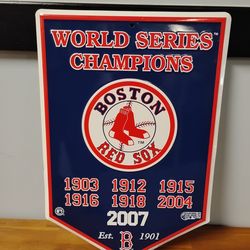 WORLD SERIES
CHAMPIONS
BOSTON
RED SOX
1903 1912 1915
1916 1918 2004
2007
Est. B 1901